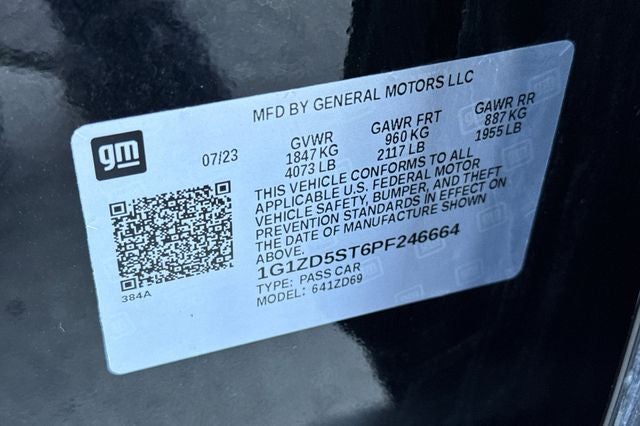 MFD BY GENERAL MOTORS LLC
gm
07/23
GVWR GAWR FRT GAWR RR
1847 KG 960 KG 887 KG
4073 LB 2117 LB 1955 LB
THIS VEHICLE CONFORMS TO ALL
APPLICABLE U.S. FEDERAL MOTOR
VEHICLE SAFETY, BUMPER, AND THEFT
PREVENTION STANDARDS IN EFFECT ON
THE DATE OF MANUFACTURE SHOWN
ABOVE.
1G1ZD5ST6PF246664
TYPE: PASS CAR
MODEL: 641ZD69
384A